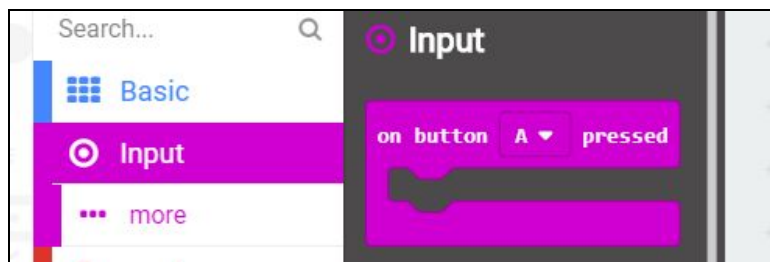 Search...
Basic
Input
more
Input
on button A pressed